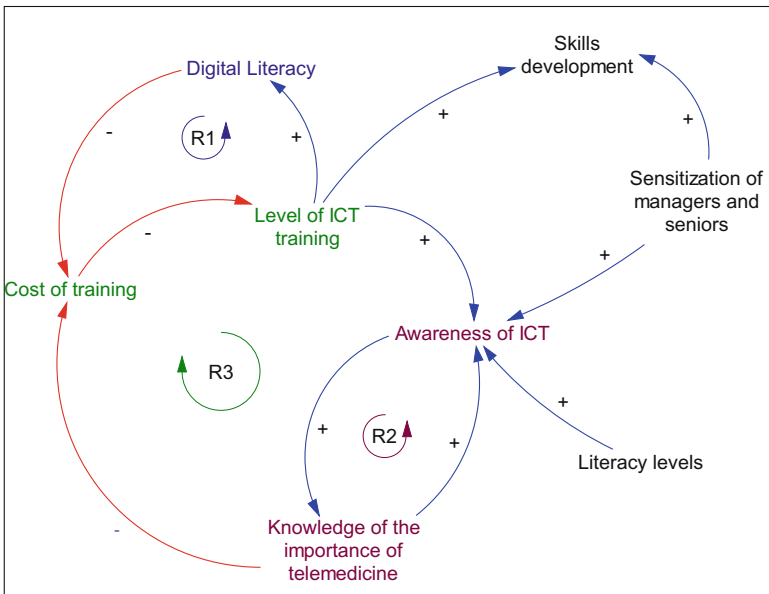 Skills
development
Digital Literacy
-
+
+
+
R1
Sensitization of
managers and
seniors
Level of ICT
training
-
+
+
Cost of training
Awareness of ICT
R3
+
R2
+
+
Literacy levels
-
Knowledge of the
importance of
telemedicine